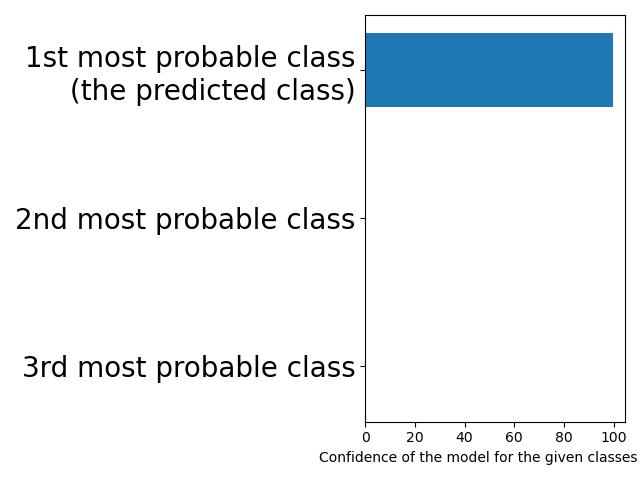 1st most probable class
(the predicted class)
2nd most probable class
3rd most probable class
0 20 40 60 80 100
Confidence of the model for the given classes